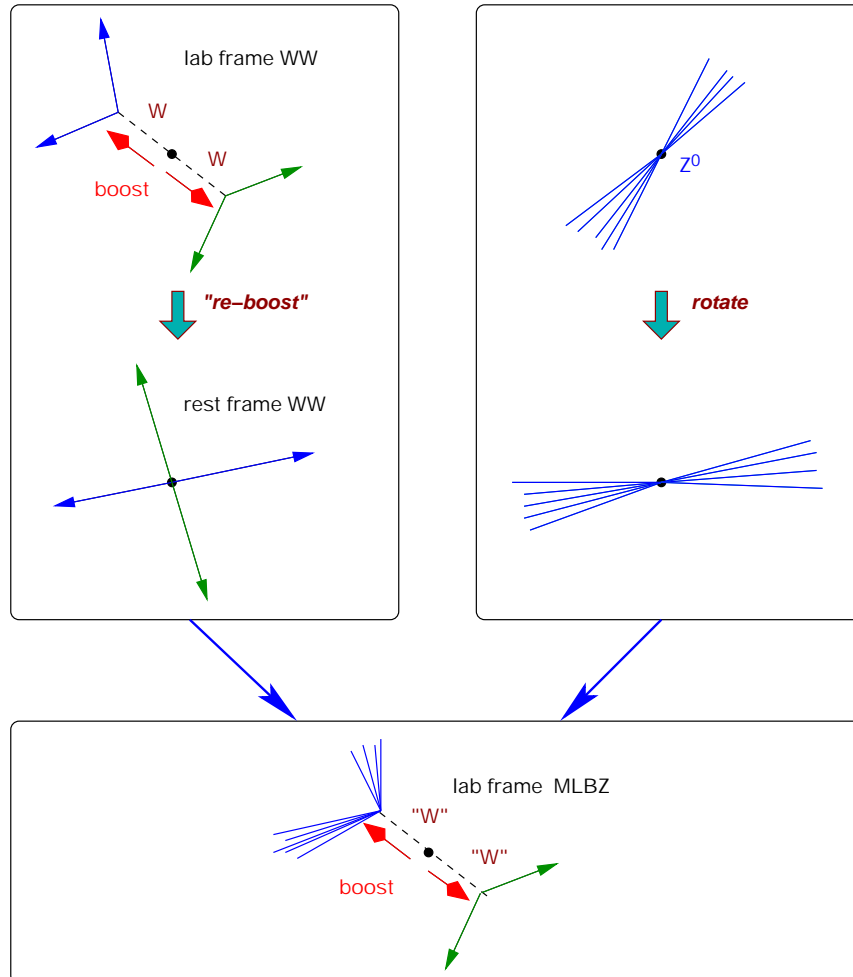 lab frame WW
W
W
boost
"re–boost"
rest frame WW
Z0
rotate
lab frame MLBZ
"W"
"W"
boost